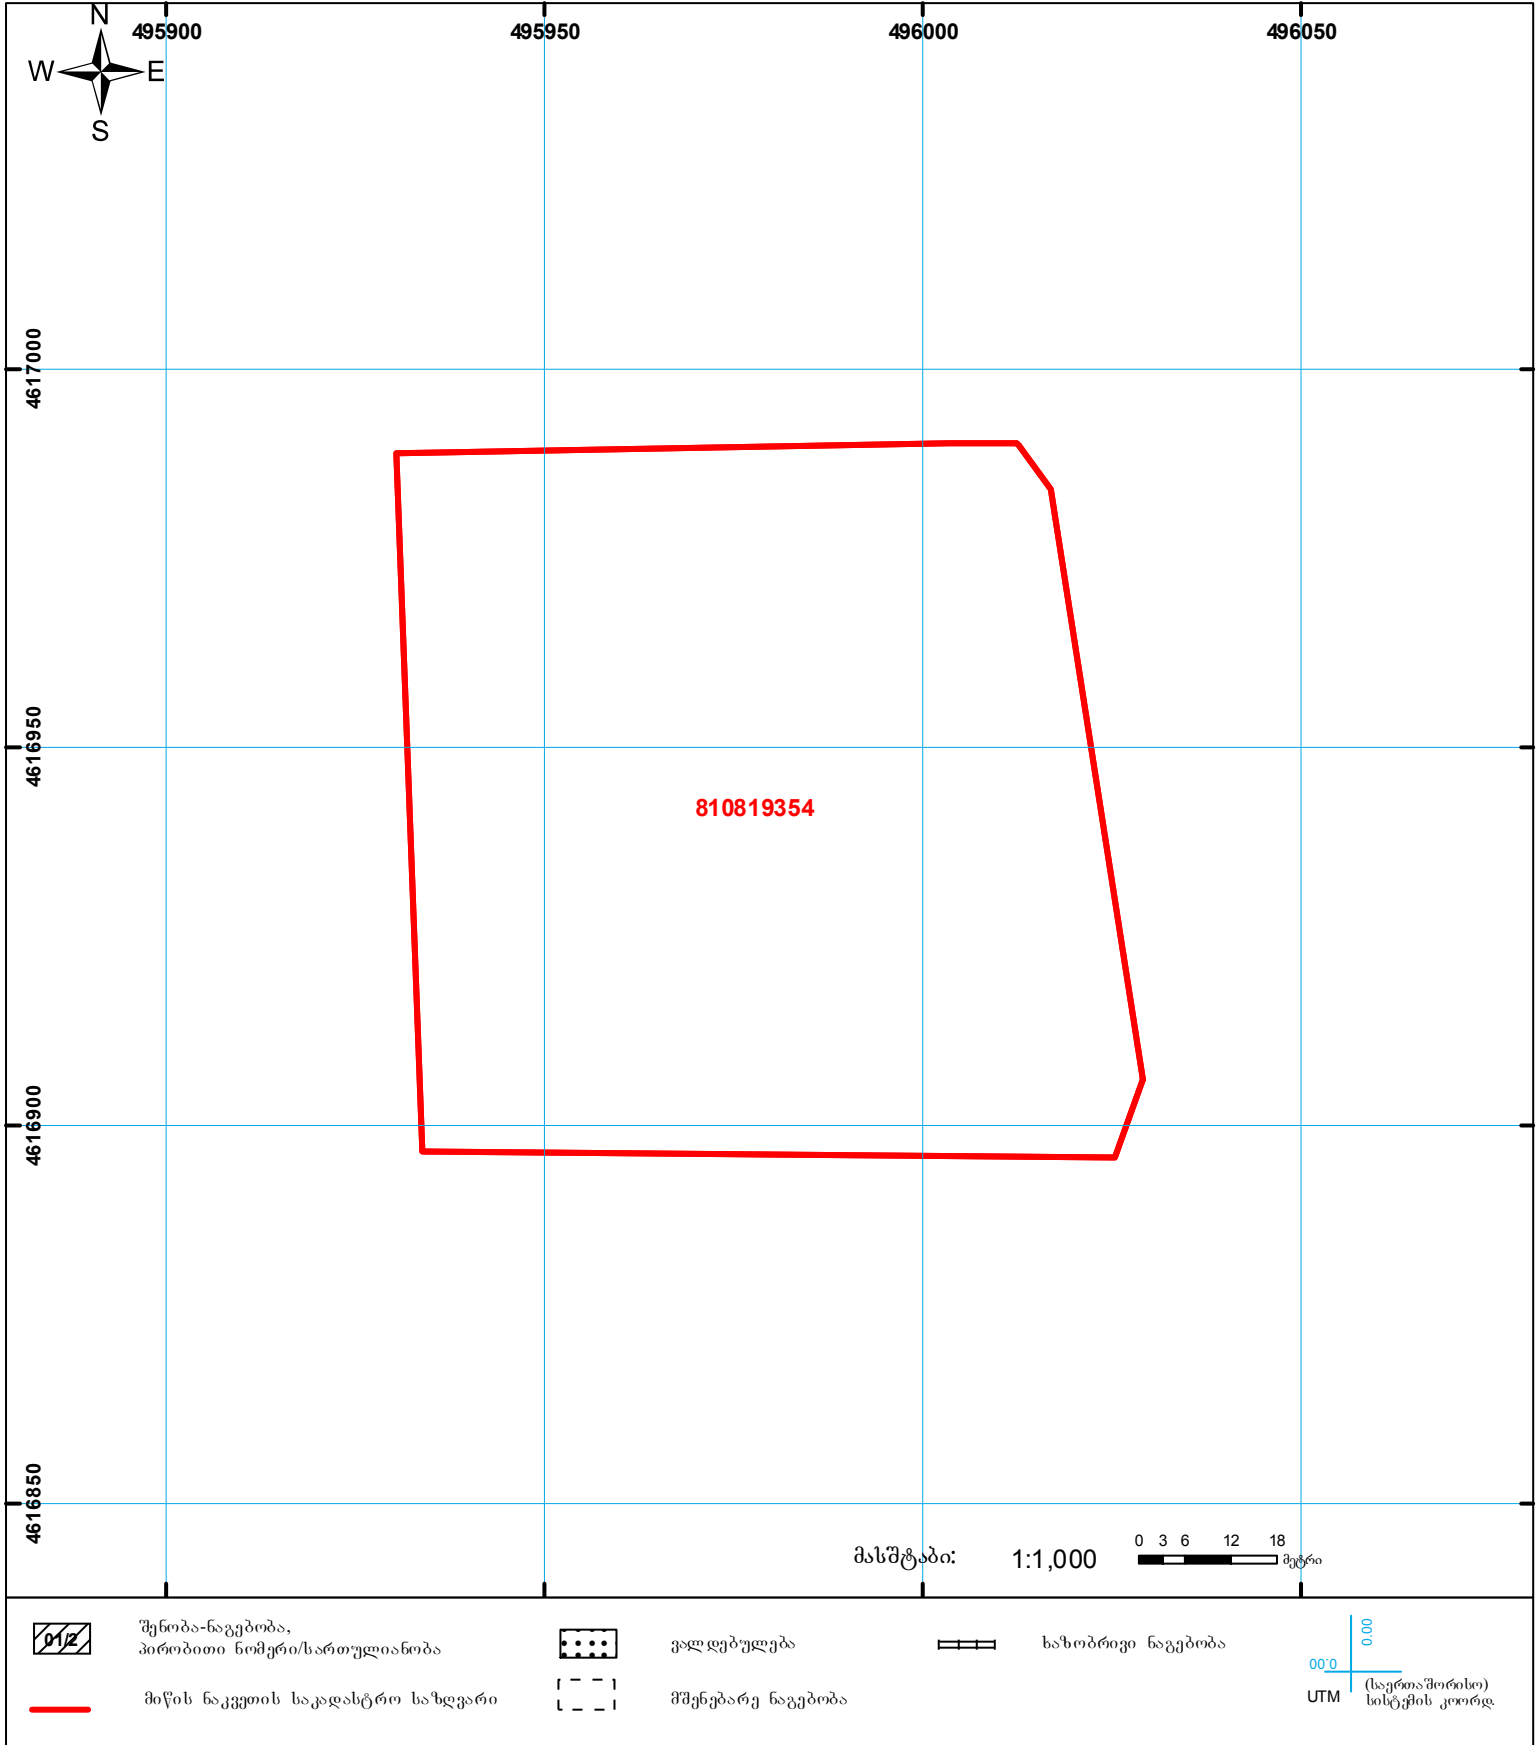 N
495900 495950 496000 496050
W E
S
4617000
4616950
810819354
4616900
4616850
მასშტაბი: 1:1,000
0 3 6 12 18
მეტრი
01/2
შენობა-ნაგებობა,
პირობითი ნომერი/სართულიანობა
ვალდებულება
ხაზობრივი ნაგებობა
მიწის ნაკვეთის საკადასტრო საზღვარი
მშენებარე ნაგებობა
00.0
0.00
UTM
(საერთაშორისო)
სისტემის კოორდ.